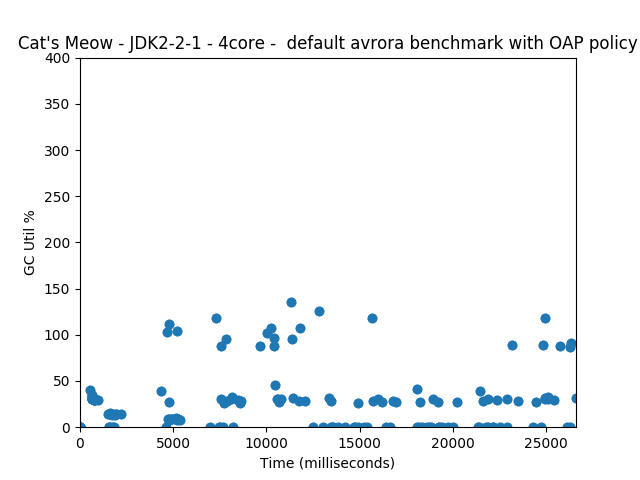 Cat's Meow - JDK2-2-1 - 4core -  default avrora benchmark with OAP policy
400
350
300
250
200
150
100
50
0
GC Util %
0 5000 10000 15000 20000 25000
Time (milliseconds)